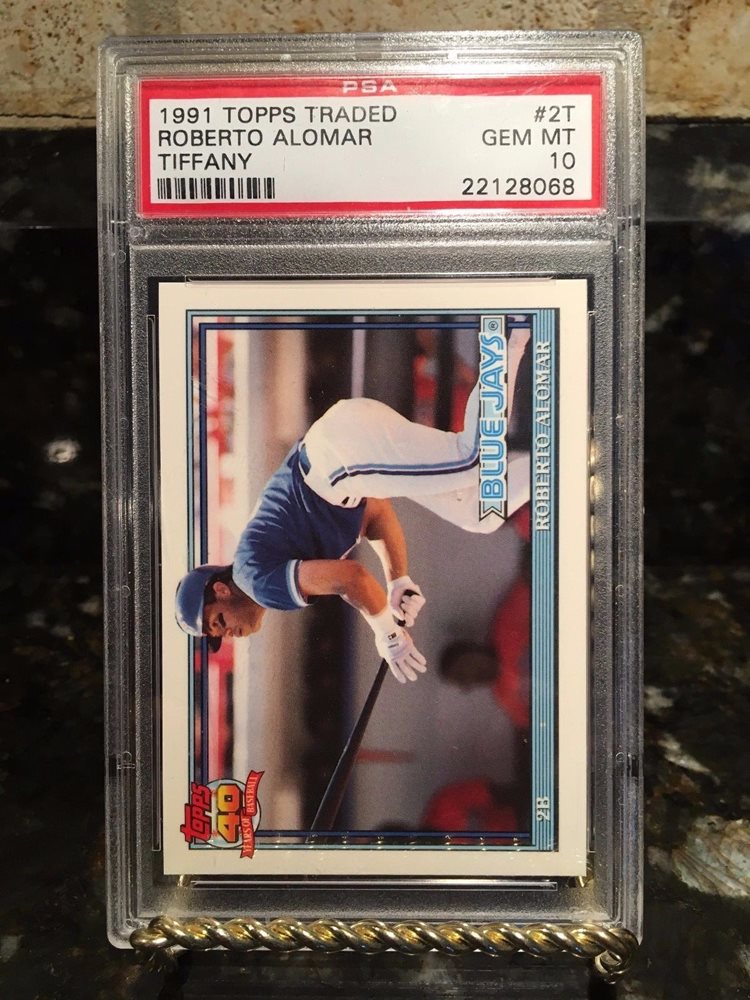 PSA
1991 TOPPS TRADED #2T
ROBERTO ALOMAR GEM MT
TIFFANY 10
22128068
BLUE JAYS®
ROBERTO ALOMAR
2B
TOPPS
40
YEARS OF BASEBALL